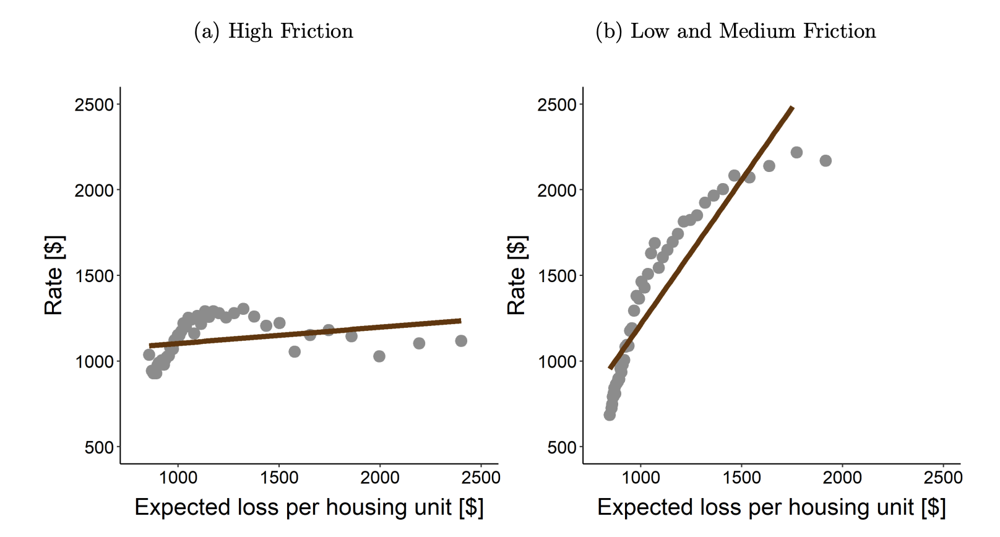 (a) High Friction
2500
2000
1500
1000
500
Rate [$]
1000 1500 2000 2500
Expected loss per housing unit [$]
(b) Low and Medium Friction
2500
2000
1500
1000
500
Rate [$]
1000 1500 2000 2500
Expected loss per housing unit [$]